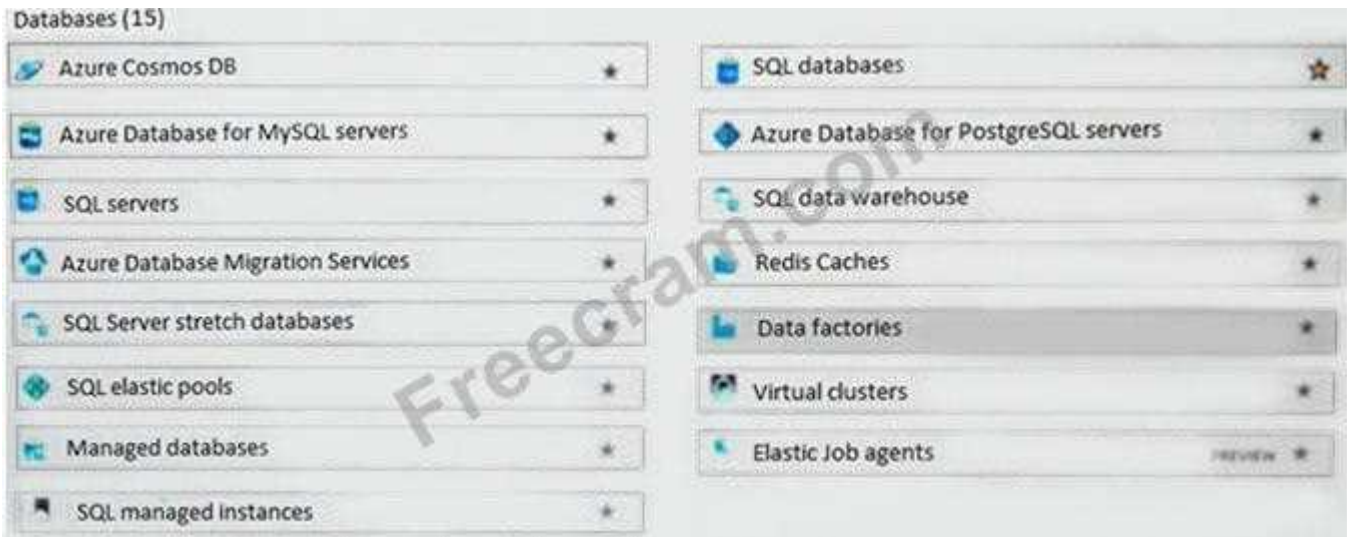 Databases (15)
Azure Cosmos DB
SQL databases
Azure Database for MySQL servers
Azure Database for PostgreSQL servers
SQL servers
SQL data warehouse
Azure Database Migration Services
Redis Caches
SQL Server stretch databases
Data factories
SQL elastic pools
Virtual clusters
Managed databases
Elastic Job agents PREVIEW
SQL managed instances
Freecram.com